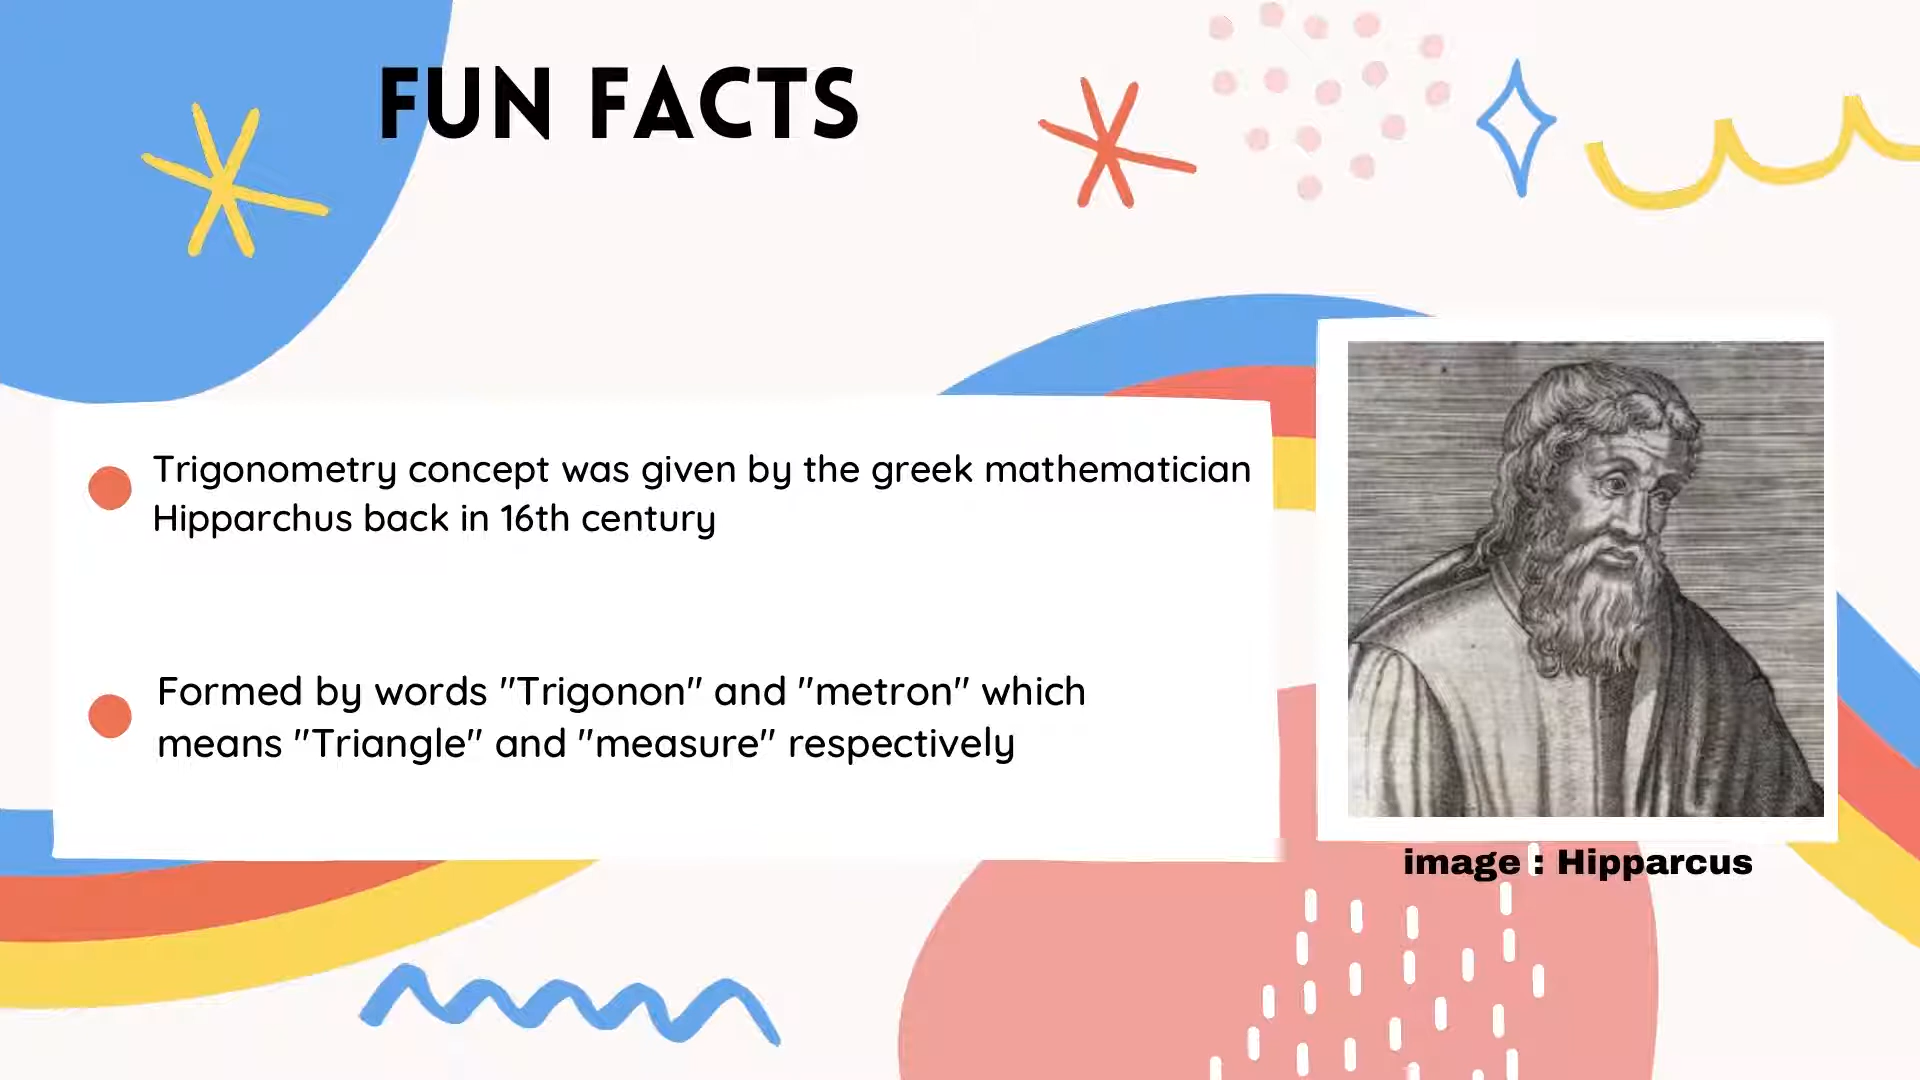 FUN FACTS
Trigonometry concept was given by the greek mathematician
Hipparchus back in 16th century
Formed by words "Trigonon" and "metron" which
means "Triangle" and "measure" respectively
image : Hipparcus